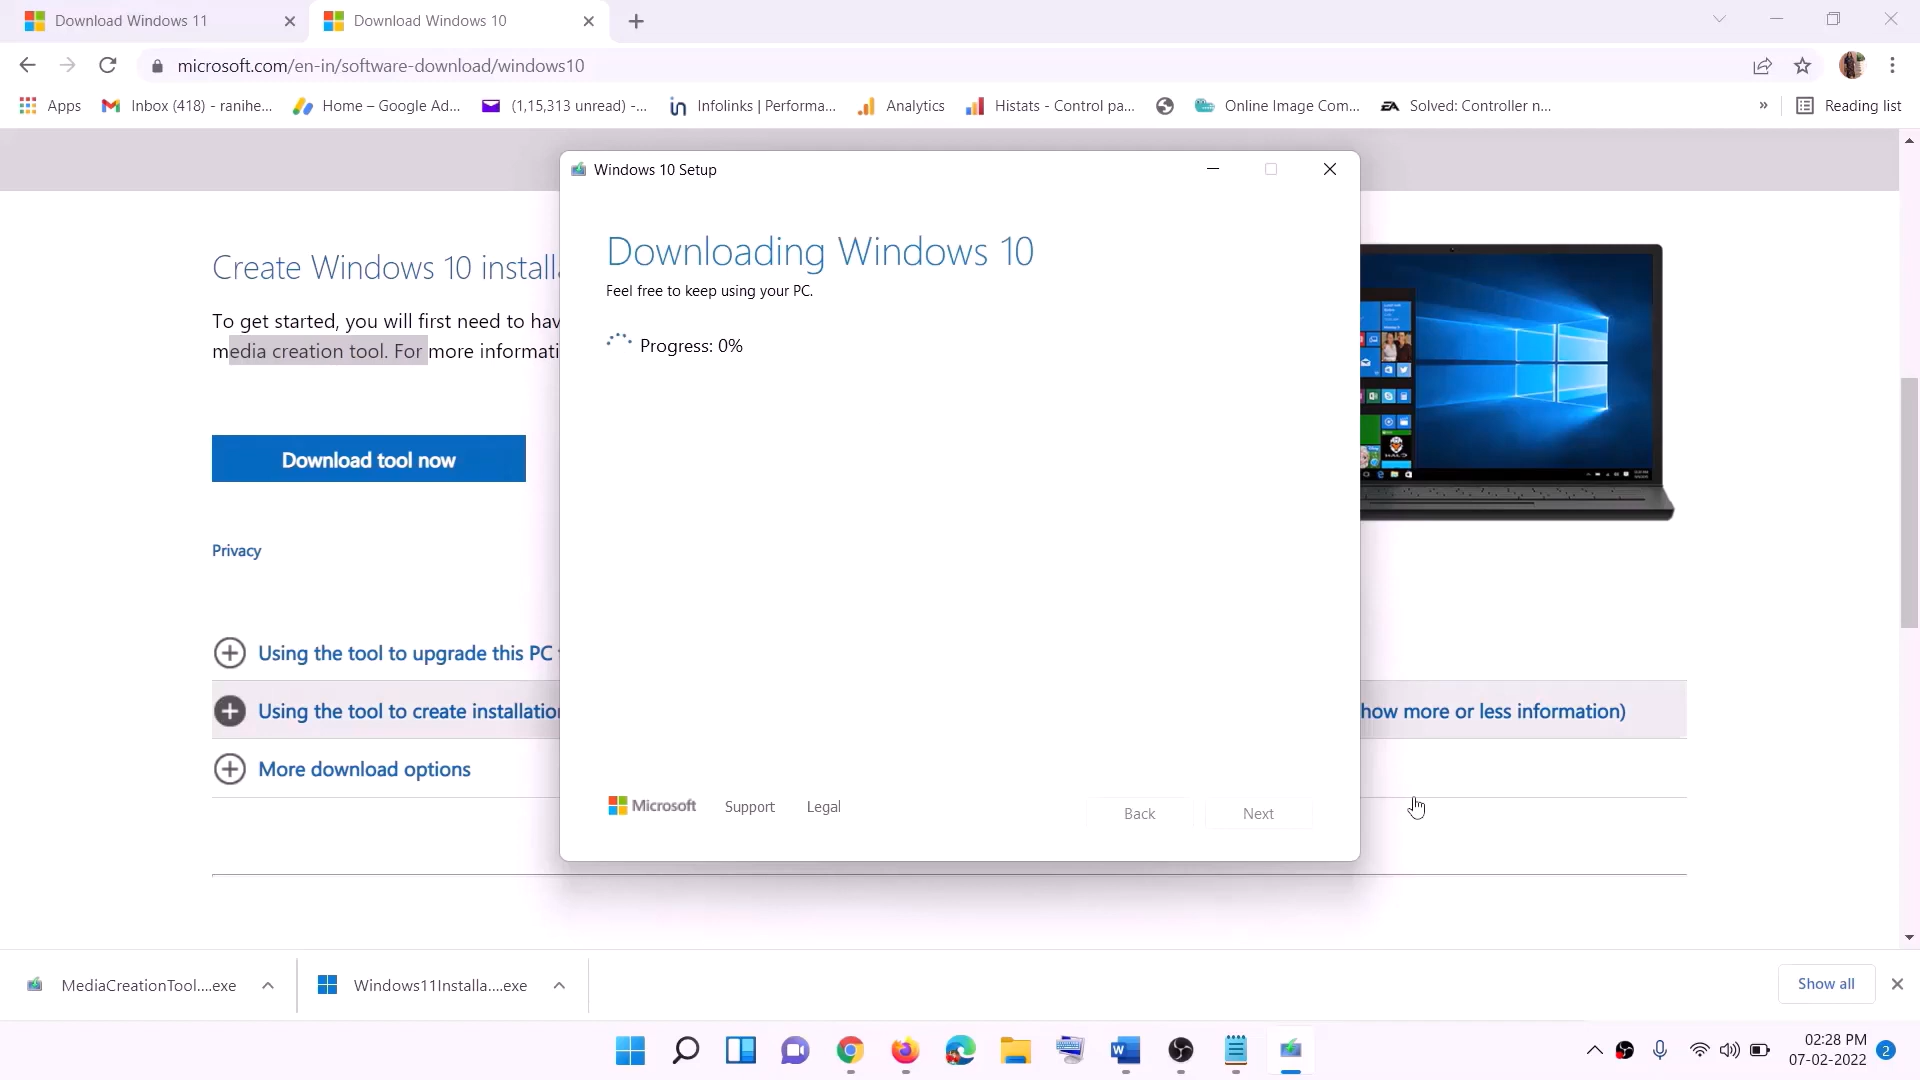 Download Windows 11
Download Windows 10
microsoft.com/en-in/software-download/windows10
Apps
Inbox (418) - ranihe...
Home – Google Ad...
(1,15,313 unread) -...
Infolinks | Performa...
Analytics
Histats - Control pa...
Online Image Com...
Solved: Controller n...
»
Reading list
Windows 10 Setup
Downloading Windows 10
Feel free to keep using your PC.
Progress: 0%
Create Windows 10 install
To get started, you will first need to hav
media creation tool. For more informati
Download tool now
Privacy
Using the tool to upgrade this PC
Using the tool to create installation
how more or less information)
More download options
Microsoft
Support
Legal
Back
Next
MediaCreationTool....exe
Windows11Installa....exe
Show all
02:28 PM
07-02-2022
2